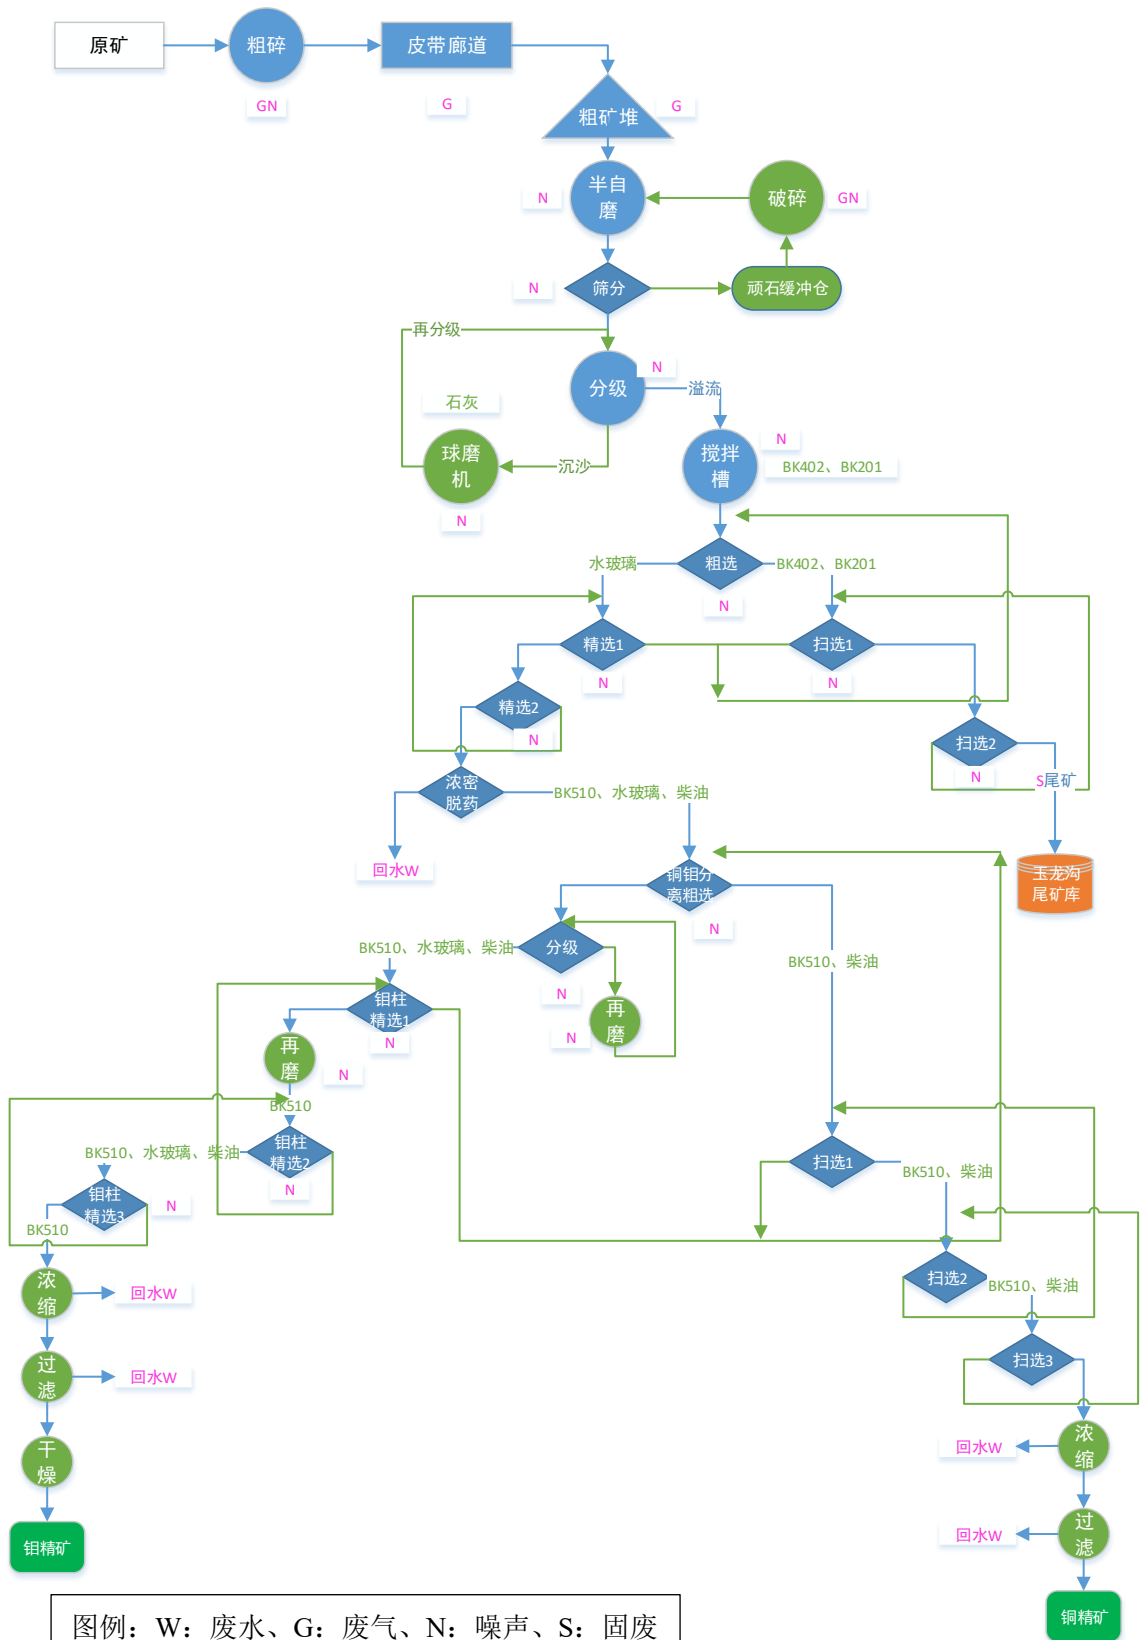 原矿
粗碎
皮带廊道
GN
G
粗矿堆
G
半自
磨
N
破碎
GN
筛分
N
顽石缓冲仓
再分级
分级
N
溢流
石灰
球磨
机
沉沙
N
搅拌
槽
N
BK402、BK201
粗选
水玻璃
BK402、BK201
N
精选1
N
扫选1
N
精选2
N
扫选2
N
S尾矿
浓密
脱药
BK510、水玻璃、柴油
回水W
玉龙沟
尾矿库
铜钼分
离粗选
N
分级
BK510、水玻璃、柴油
N
BK510、柴油
钼柱
精选1
N
再
磨
N
再
磨
N
BK510
钼柱
精选2
N
BK510、水玻璃、柴油
钼柱
精选3
N
BK510
扫选1
BK510、柴油
扫选2
BK510、柴油
扫选3
浓
缩
回水W
过
滤
回水W
干
燥
钼精矿
浓
缩
回水W
过
滤
回水W
铜精矿
图例：W：废水、G：废气、N：噪声、S：固废